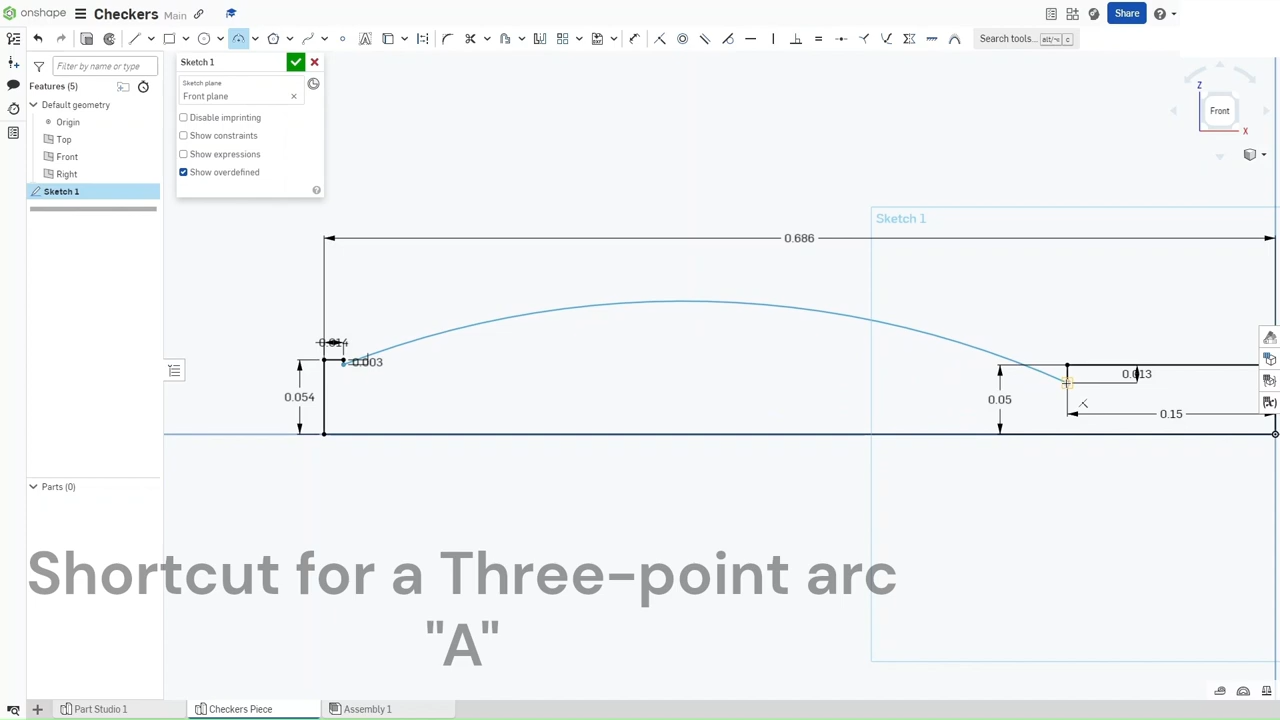 onshape
Checkers
Main
Share
Search tools...
alt/⌥
c
Sketch 1
Sketch plane
Front plane
Disable imprinting
Show constraints
Show expressions
Show overdefined
Filter by name or type
Features (5)
Default geometry
Origin
Top
Front
Right
Sketch 1
Parts (0)
Z
Front
X
Sketch 1
0.686
0.003
0.054
0.013
0.05
0.15
Shortcut for a Three-point arc
"A"
Part Studio 1
Checkers Piece
Assembly 1